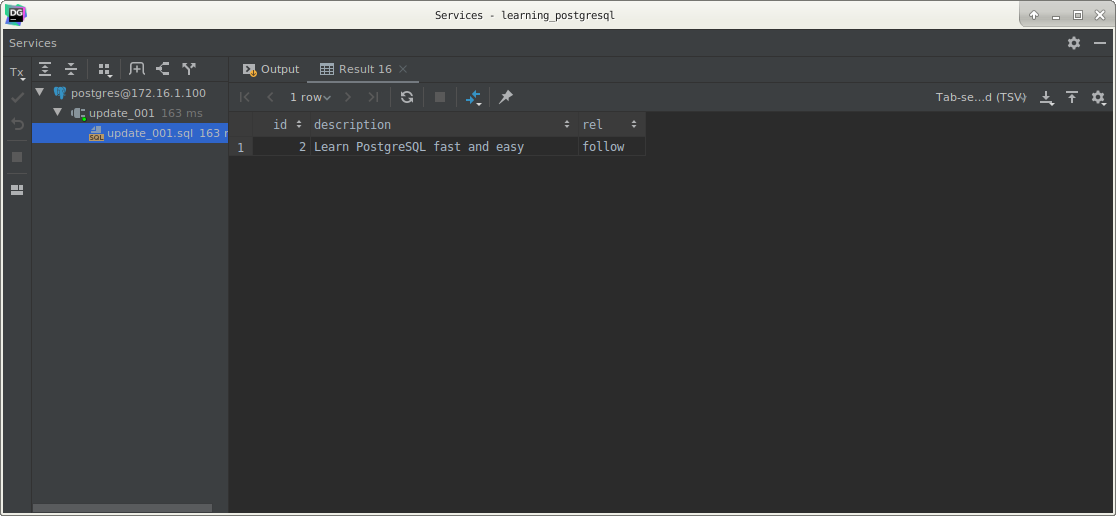 DG
Services - learning_postgresql
Services
Tx
Output
Result 16
postgres@172.16.1.100
1 row
Tab-se...d (TSV)
update_001 163 ms
id description rel
update_001.sql 163
SQL
1 2 Learn PostgreSQL fast and easy follow